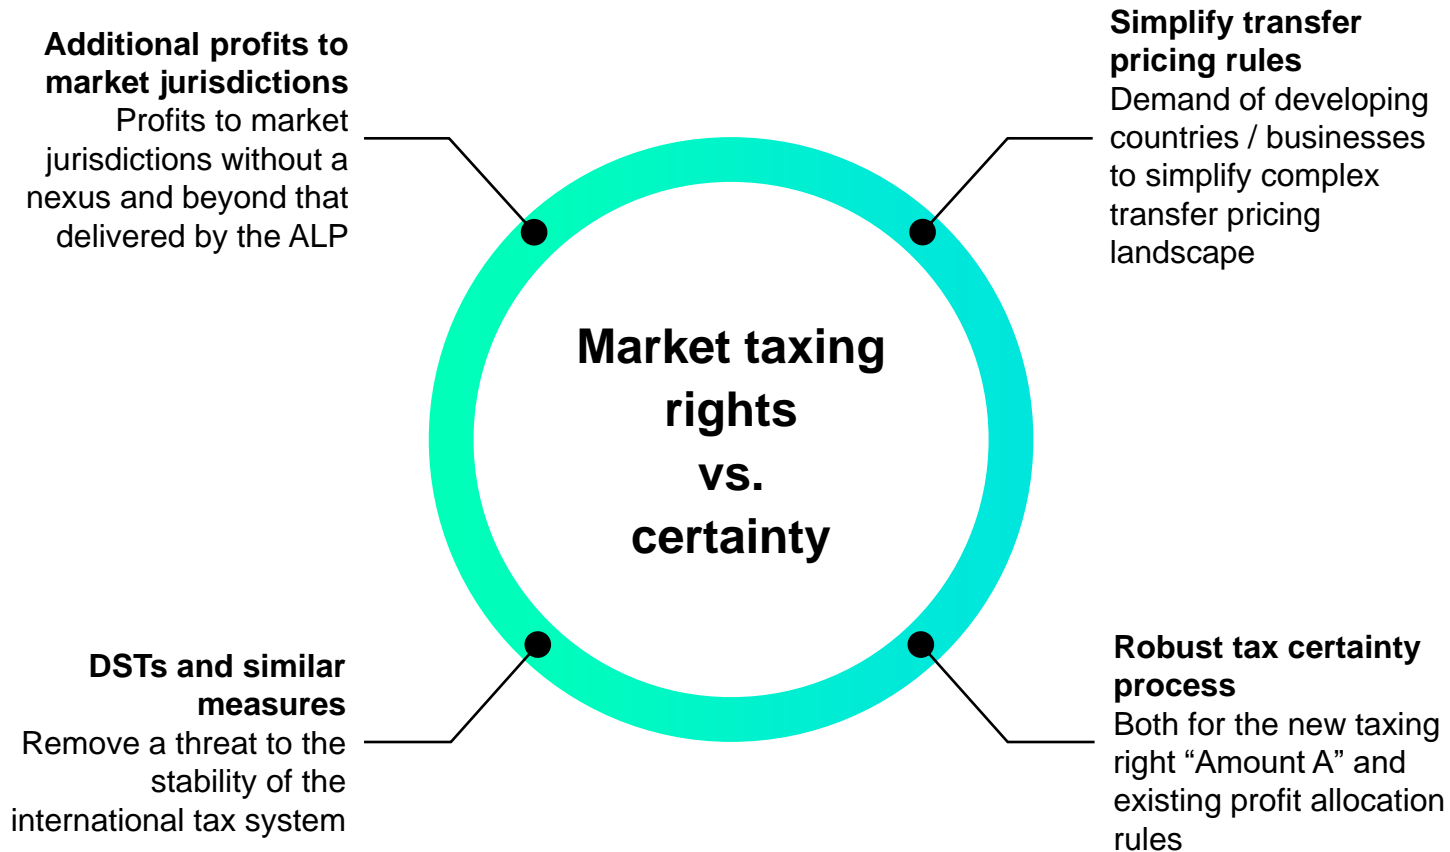 Additional profits to
market jurisdictions
Profits to market
jurisdictions without a
nexus and beyond that
delivered by the ALP
Simplify transfer
pricing rules
Demand of developing
countries / businesses
to simplify complex
transfer pricing
landscape
Market taxing
rights
vs.
certainty
DSTs and similar
measures
Remove a threat to the
stability of the
international tax system
Robust tax certainty
process
Both for the new taxing
right “Amount A” and
existing profit allocation
rules